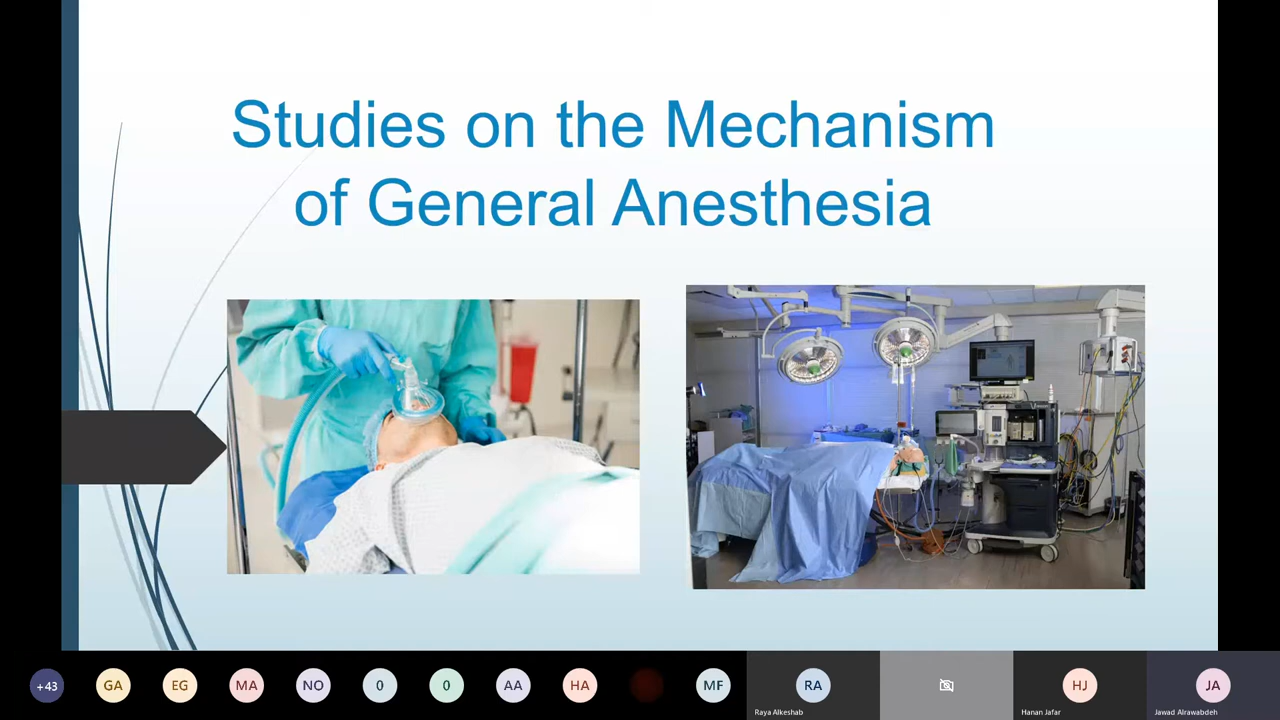 Studies on the Mechanism
of General Anesthesia
+43
GA
EG
MA
NO
0
0
AA
HA
MF
RA
HJ
JA
Raya Alkeshab
Hanan Jafar
Jawad Alrawabdeh